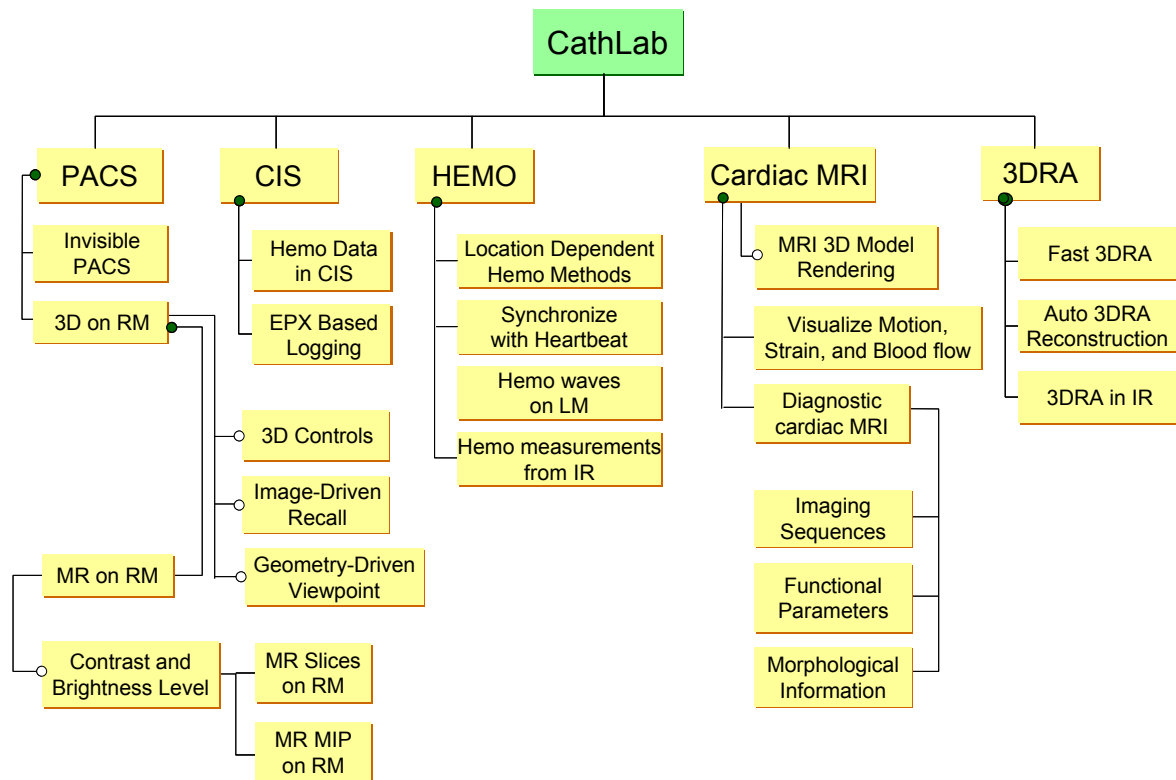 CathLab
PACS
CIS
HEMO
Cardiac MRI
3DRA
Invisible
PACS
3D on RM
Hemo Data
in CIS
EPX Based
Logging
Location Dependent
Hemo Methods
Synchronize
with Heartbeat
Hemo waves
on LM
Hemo measurements
from IR
MRI 3D Model
Rendering
Visualize Motion,
Strain, and Blood flow
Diagnostic
cardiac MRI
Fast 3DRA
Auto 3DRA
Reconstruction
3DRA in IR
3D Controls
Image-Driven
Recall
Geometry-Driven
Viewpoint
MR on RM
Contrast and
Brightness Level
MR Slices
on RM
MR MIP
on RM
Imaging
Sequences
Functional
Parameters
Morphological
Information